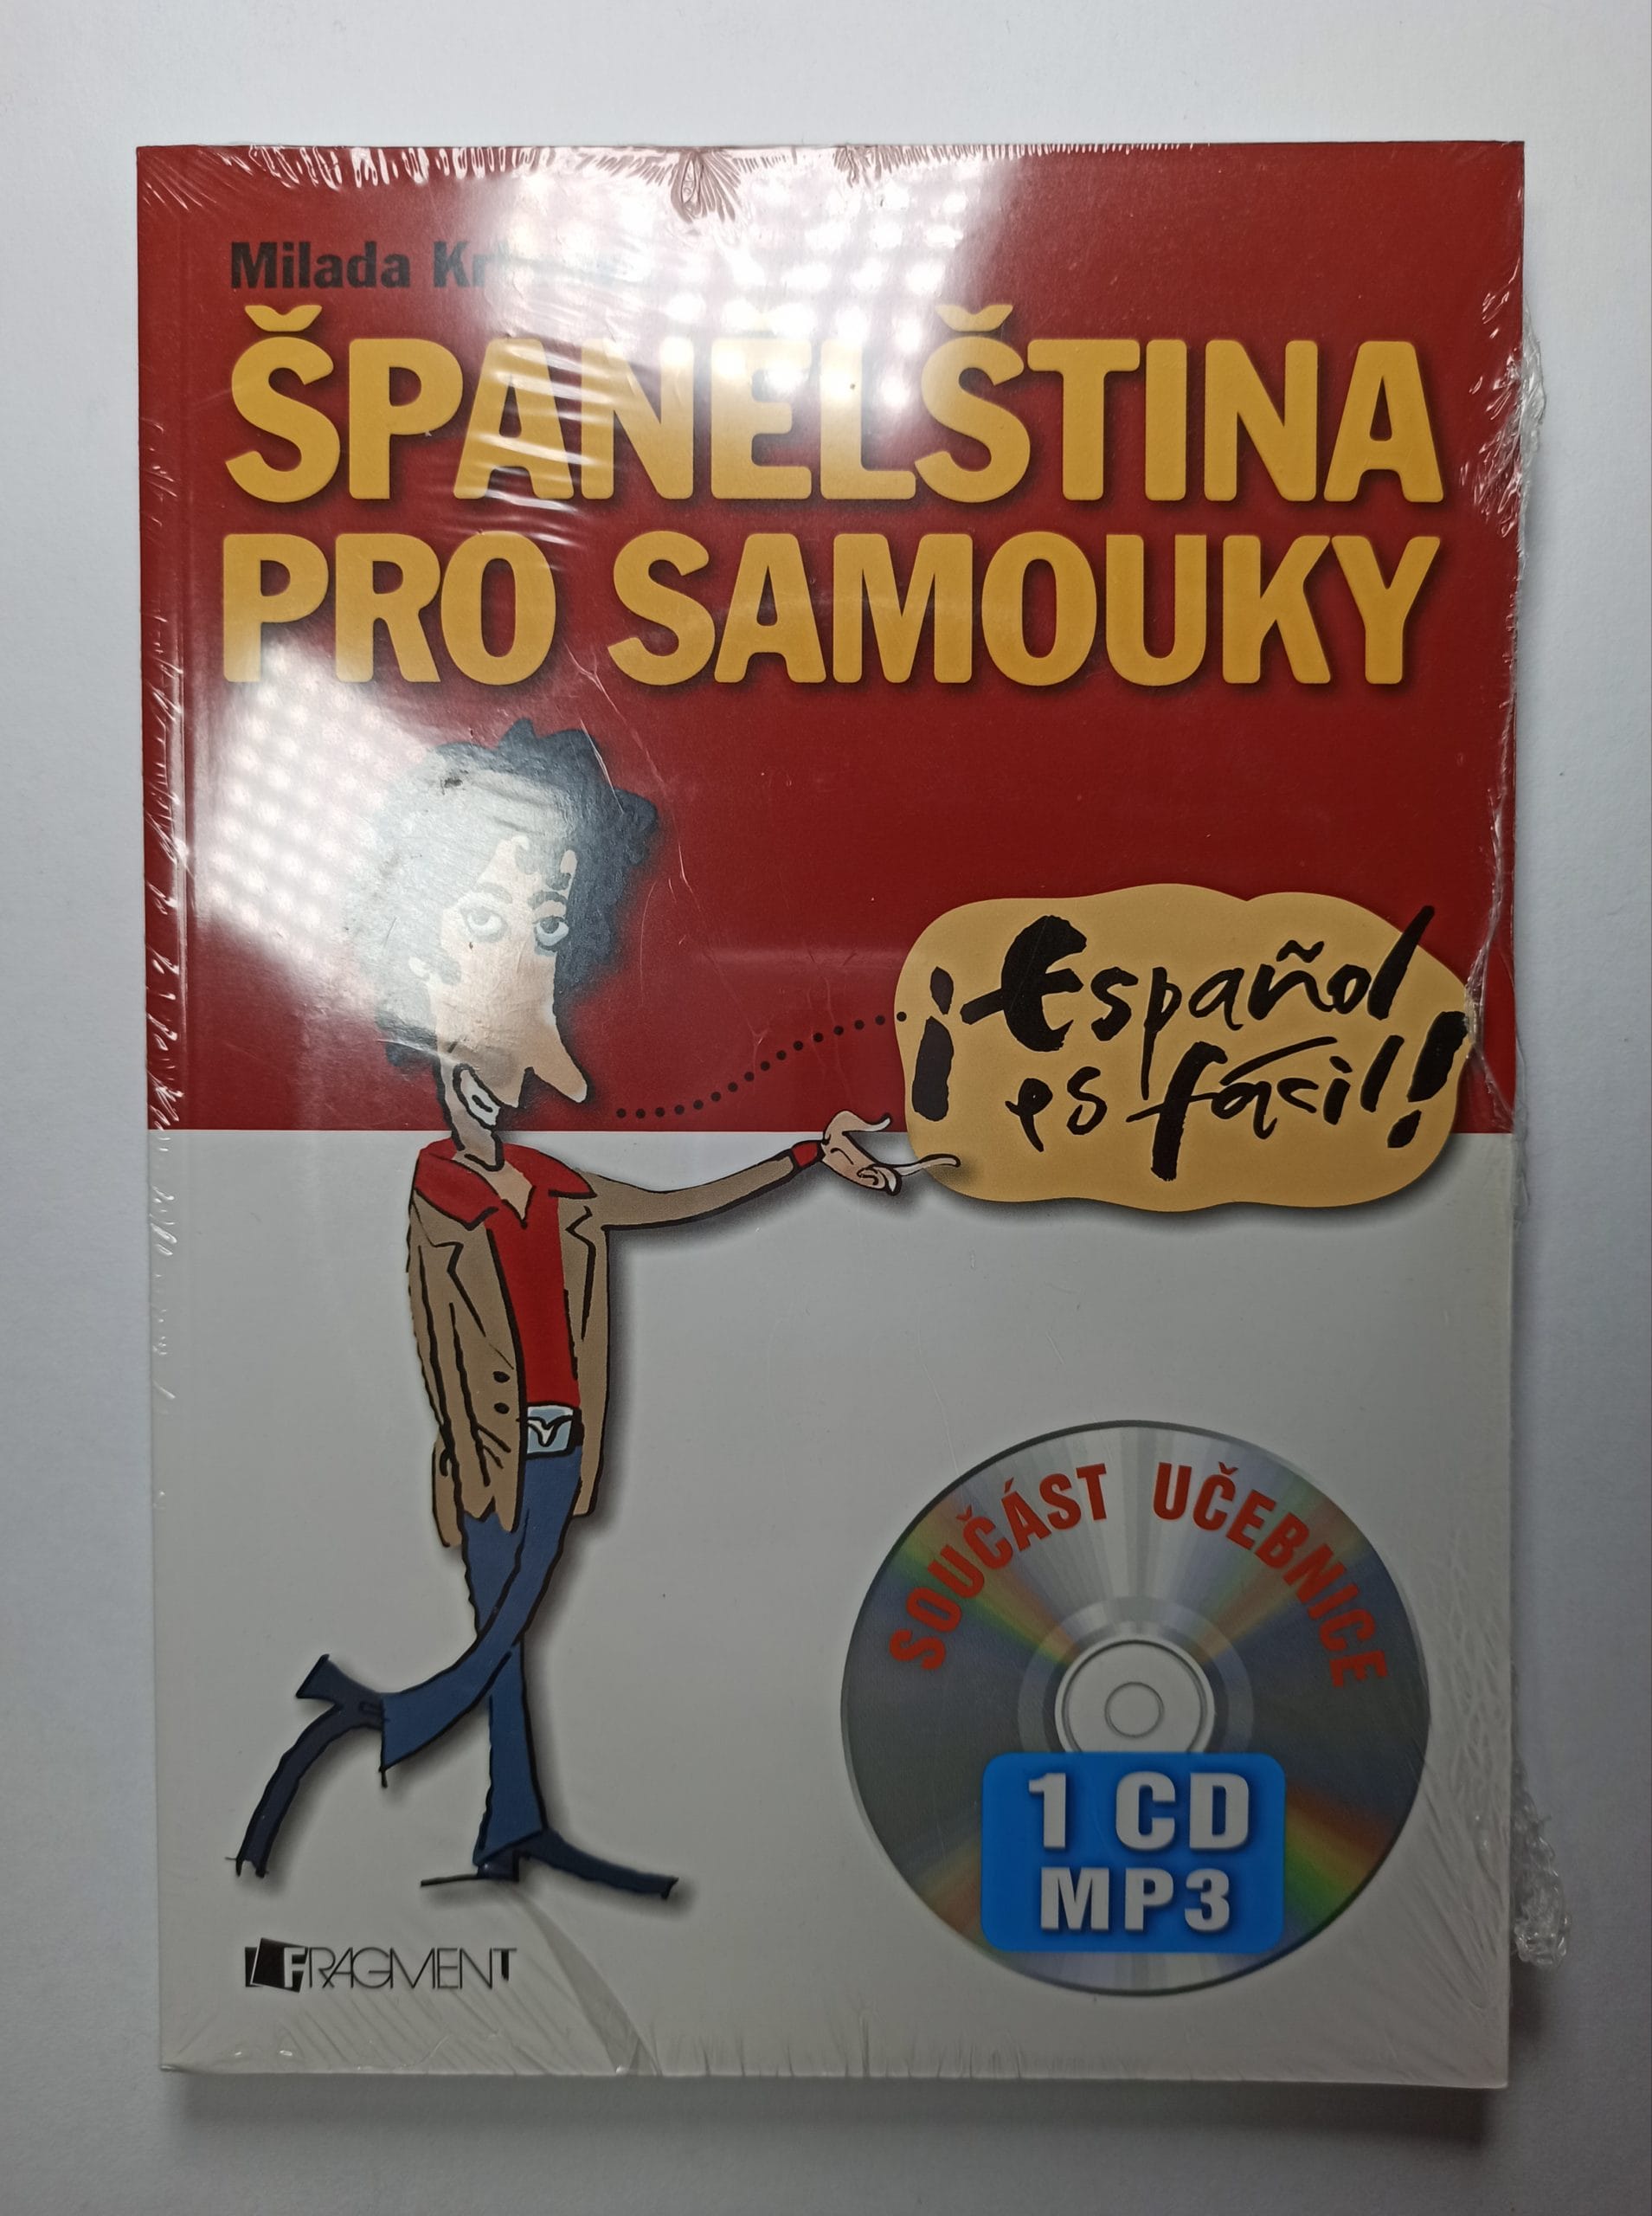 Milada
ŠPANĚLŠTINA
PRO SAMOUKY
¡Español
es fácil!
SOUČÁST UČEBNICE
1 CD
MP3
FRAGMENT